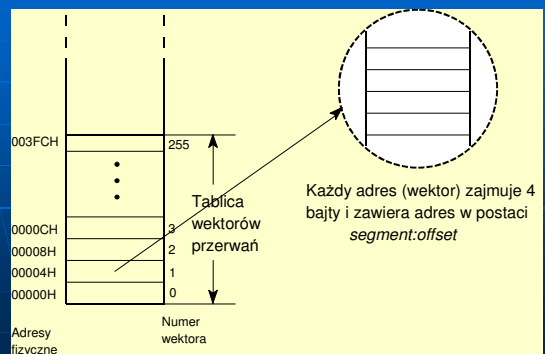 003FCH
255
Każdy adres (wektor) zajmuje 4
bajty i zawiera adres w postaci
segment:offset
Tablica
wektorów
przerwań
0000CH
3
00008H
2
00004H
1
00000H
0
Adresy
fizyczne
Numer
wektora